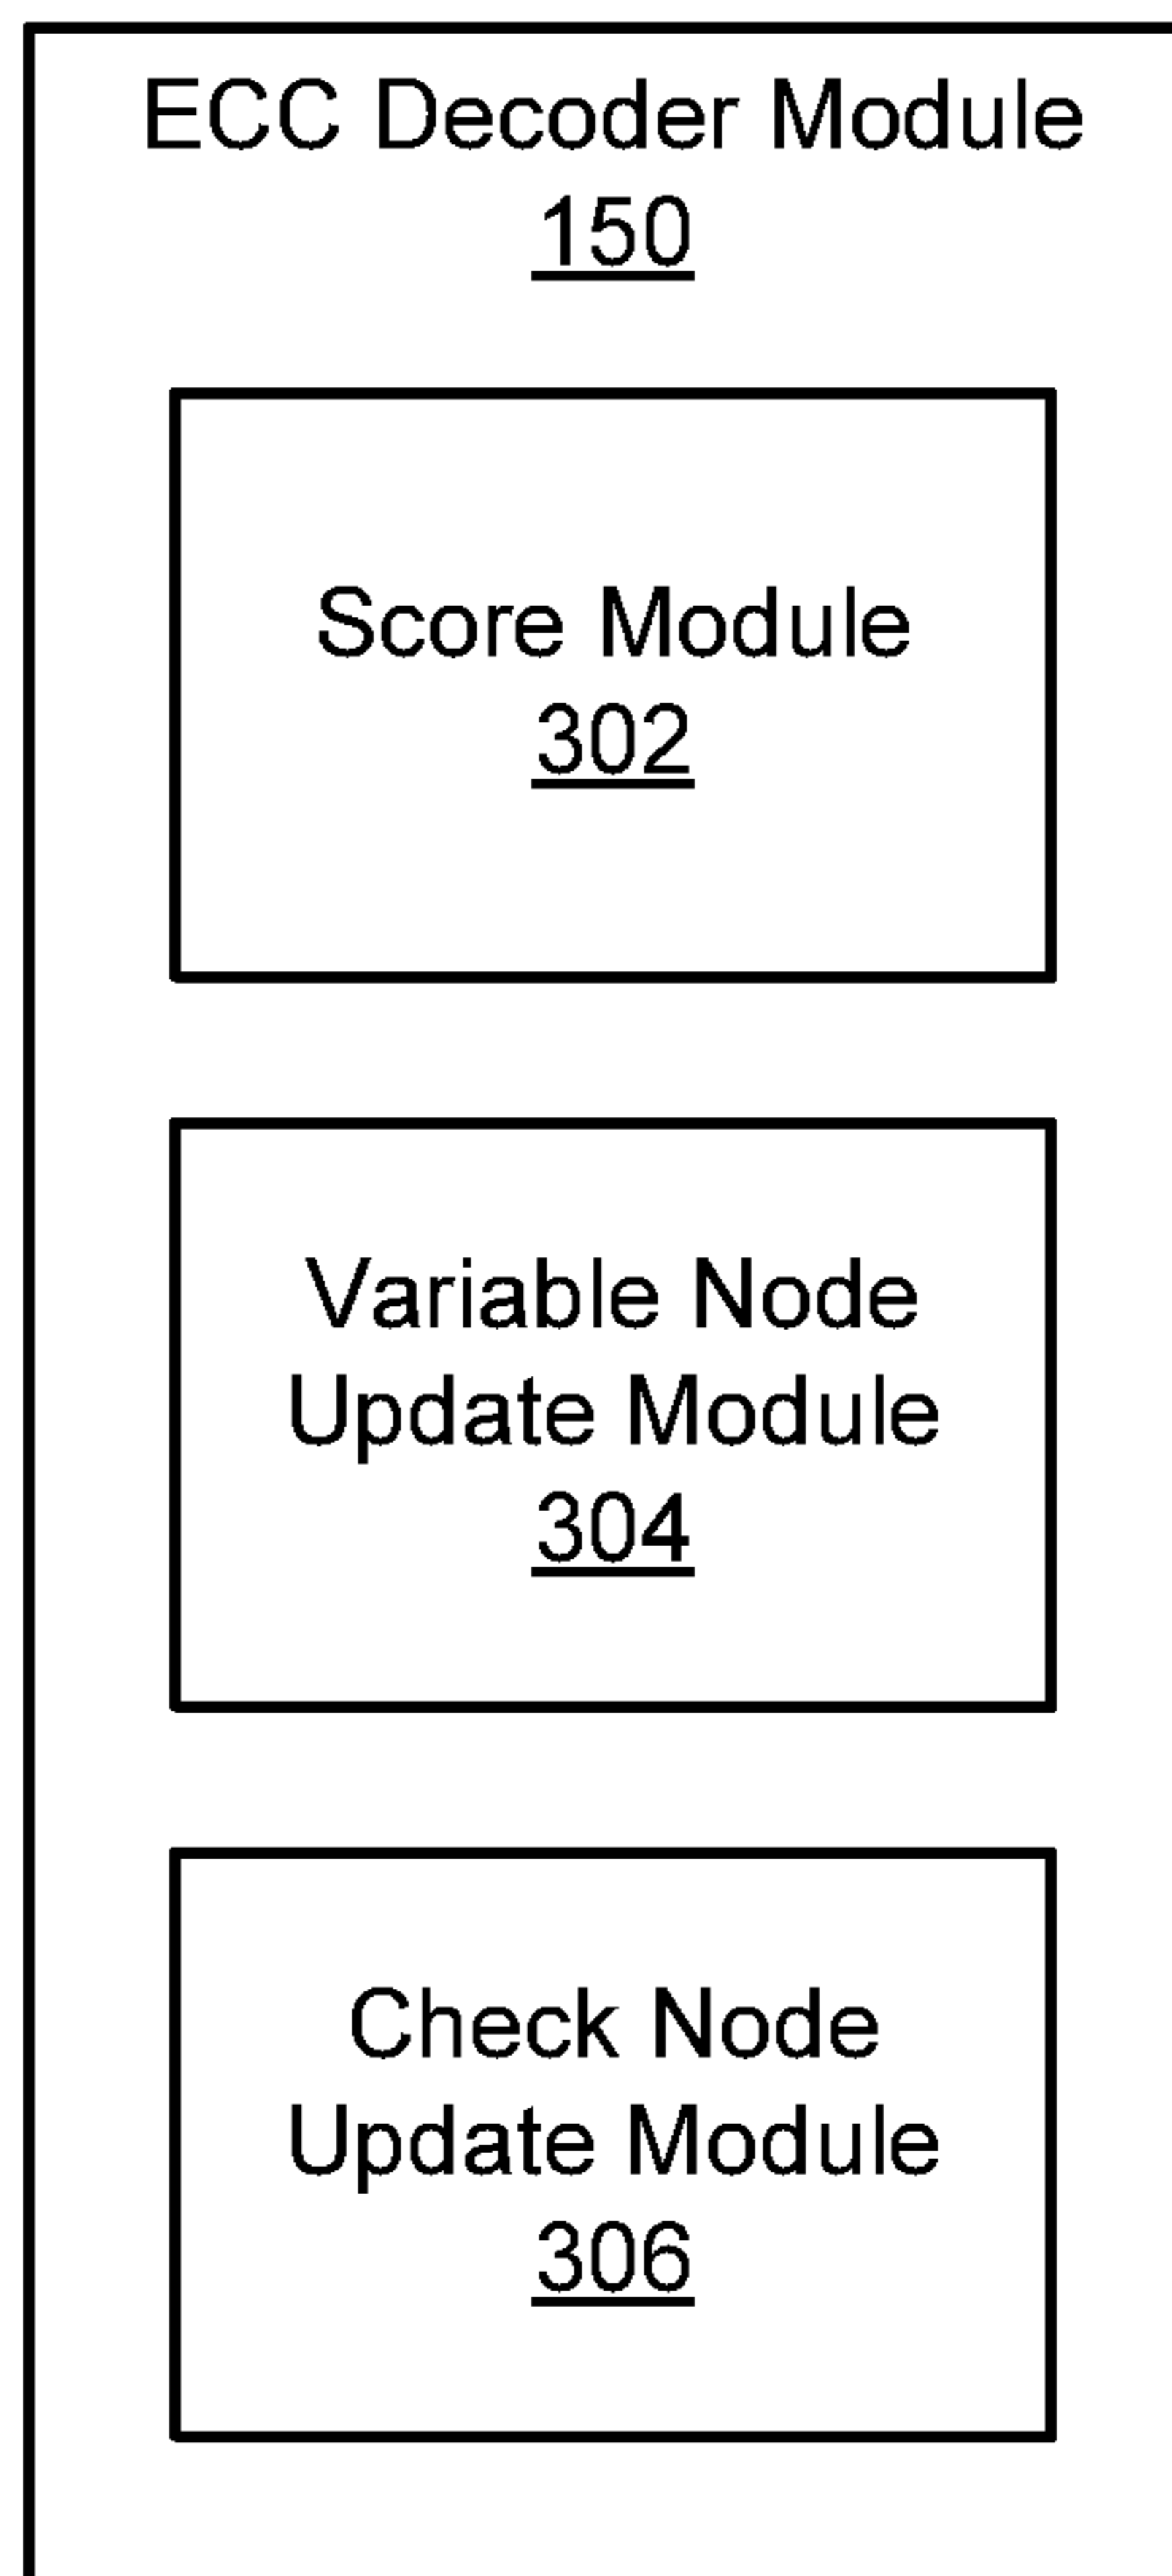 ECC Decoder Module
150
Score Module
302
Variable Node
Update Module
304
Check Node
Update Module
306